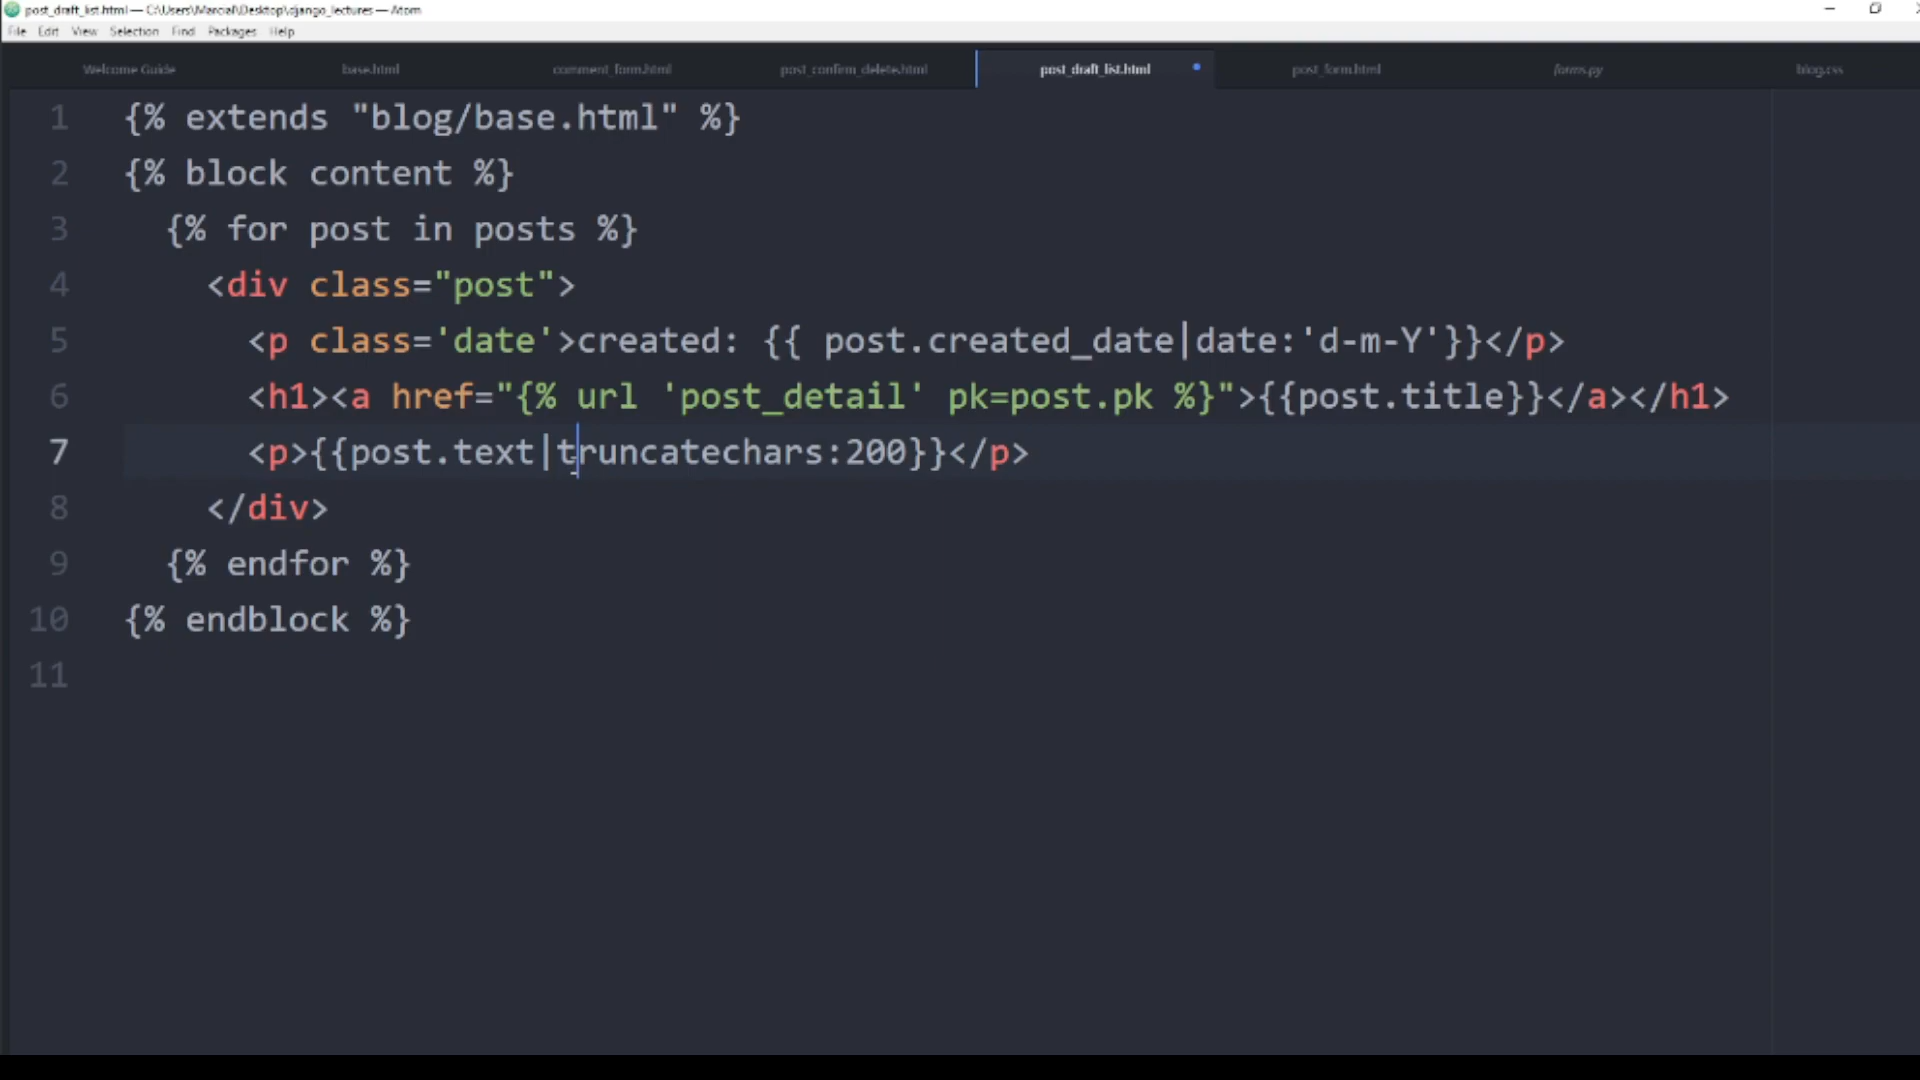 post_draft_list.html — C:\Users\Marcial\Desktop\django_lectures — Atom
File Edit View Selection Find Packages Help
Welcome Guide base.html comment_form.html post_confirm_delete.html post_draft_list.html post_form.html forms.py blog.css
1 {% extends "blog/base.html" %}
2 {% block content %}
3 {% for post in posts %}
4 <div class="post">
5 <p class='date'>created: {{ post.created_date|date:'d-m-Y'}}</p>
6 <h1><a href="{% url 'post_detail' pk=post.pk %}">{{post.title}}</a></h1>
7 <p>{{post.text|truncatechars:200}}</p>
8 </div>
9 {% endfor %}
10 {% endblock %}
11